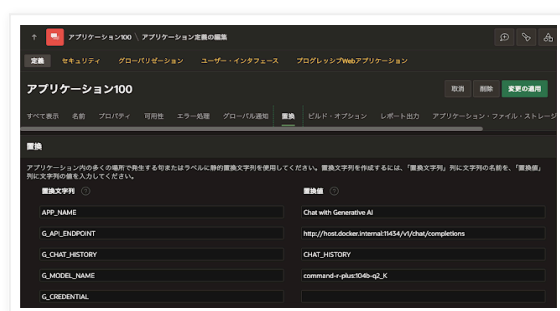 アプリケーション100 \ アプリケーション定義の編集
定義 セキュリティ グローバリゼーション ユーザー・インタフェース プログレッシブWebアプリケーション
アプリケーション100 取消 削除 変更の適用
すべて表示 名前 プロパティ 可用性 エラー処理 グローバル通知 置換 ビルド・オプション レポート出力 アプリケーション・ファイル・ストレージ
置換
アプリケーション内の多くの場所で発生する句またはラベルに静的置換文字列を使用してください。置換文字列を作成するには、「置換文字列」列に文字列の名前を、「置換値」
列に文字列の値を入力してください。
置換文字列 置換値
APP_NAME Chat with Generative AI
G_API_ENDPOINT http://host.docker.internal:11434/v1/chat/completions
G_CHAT_HISTORY CHAT_HISTORY
G_MODEL_NAME command-r-plus:104b-q2_K
G_CREDENTIAL